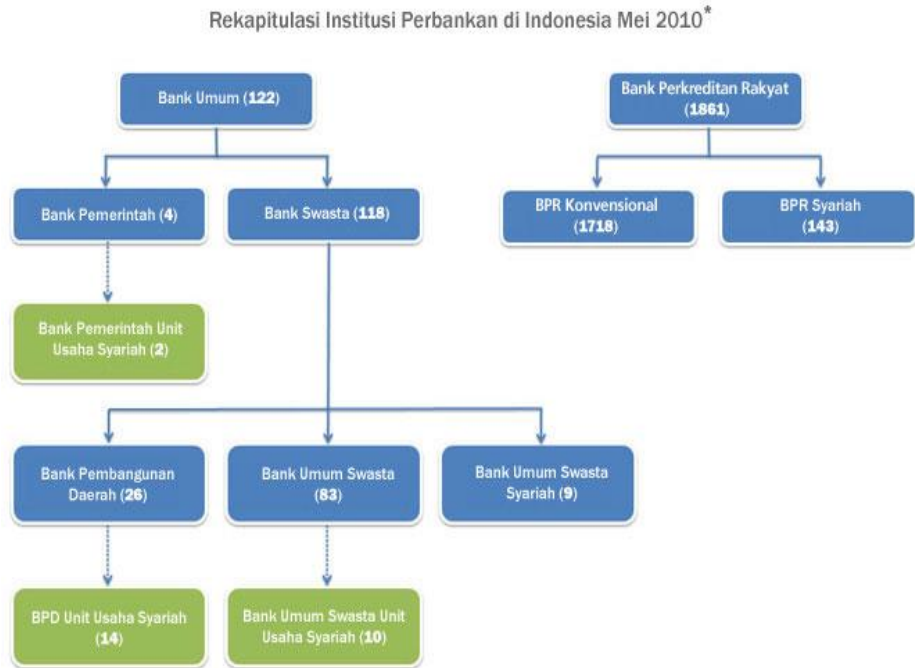 Rekapitulasi Institusi Perbankan di Indonesia Mei 2010*
Bank Umum (122)
Bank Perkreditan Rakyat
(1861)
Bank Pemerintah (4)
Bank Swasta (118)
BPR Konvensional
(1718)
BPR Syariah
(143)
Bank Pemerintah Unit
Usaha Syariah (2)
Bank Pembangunan
Daerah (26)
Bank Umum Swasta
(83)
Bank Umum Swasta
Syariah (9)
BPD Unit Usaha Syariah
(14)
Bank Umum Swasta Unit
Usaha Syariah (10)